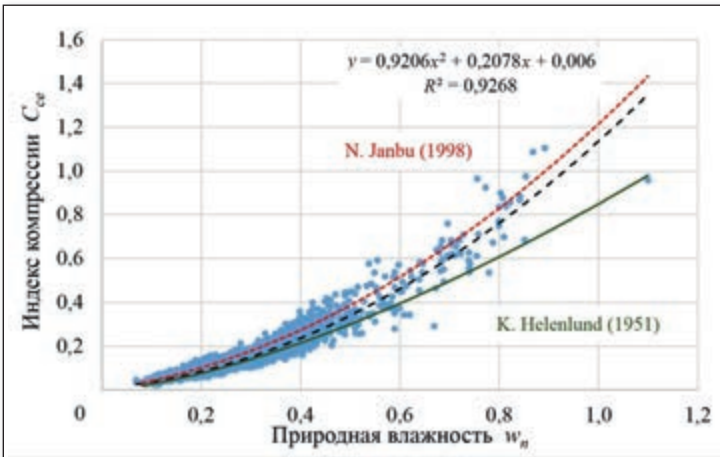 1,6
1,4
1,2
1,0
0,8
0,6
0,4
0,2
0
0,2 0,4 0,6 0,8 1,0 1,2
Индекс компрессии C_ce
y = 0,9206x² + 0,2078x + 0,006
R² = 0,9268
N. Janbu (1998)
K. Helenlund (1951)
Природная влажность w_n